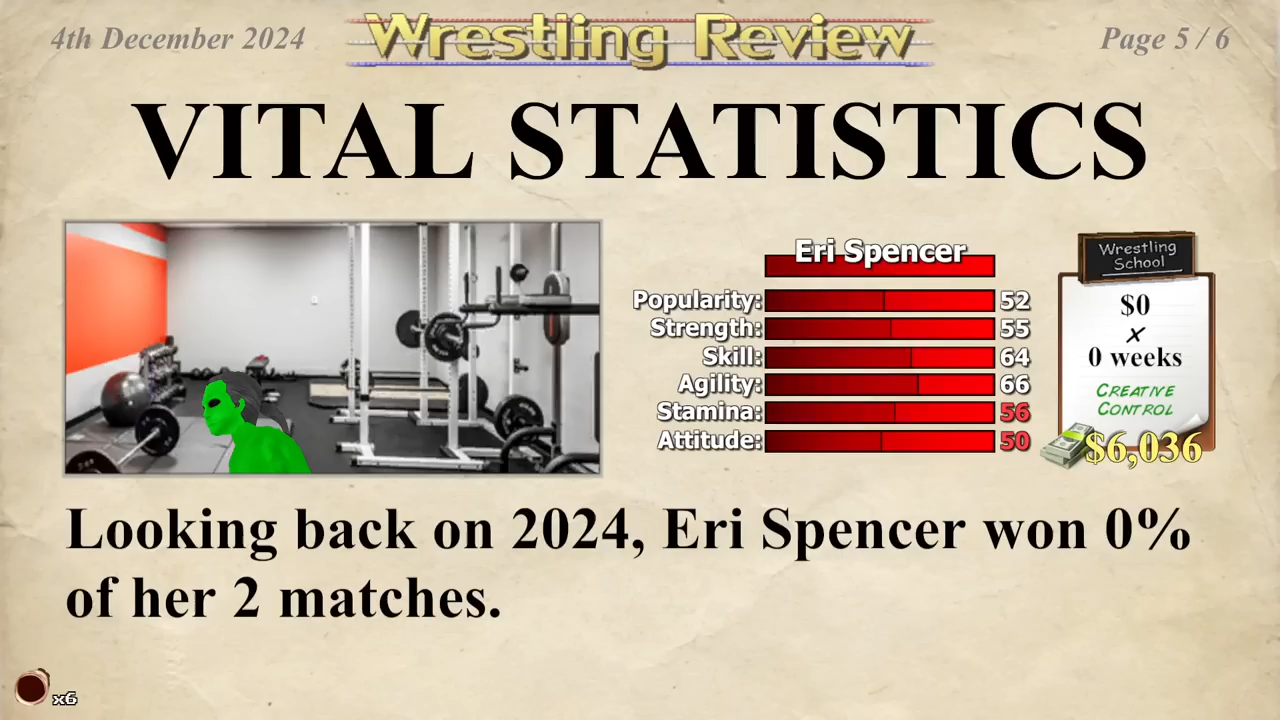 4th December 2024
Wrestling Review
Page 5 / 6
VITAL STATISTICS
Eri Spencer
Popularity: 52
Strength: 55
Skill: 64
Agility: 66
Stamina: 56
Attitude: 50
Wrestling
School
$0
x
0 weeks
CREATIVE
CONTROL
$6,036
Looking back on 2024, Eri Spencer won 0%
of her 2 matches.
x6